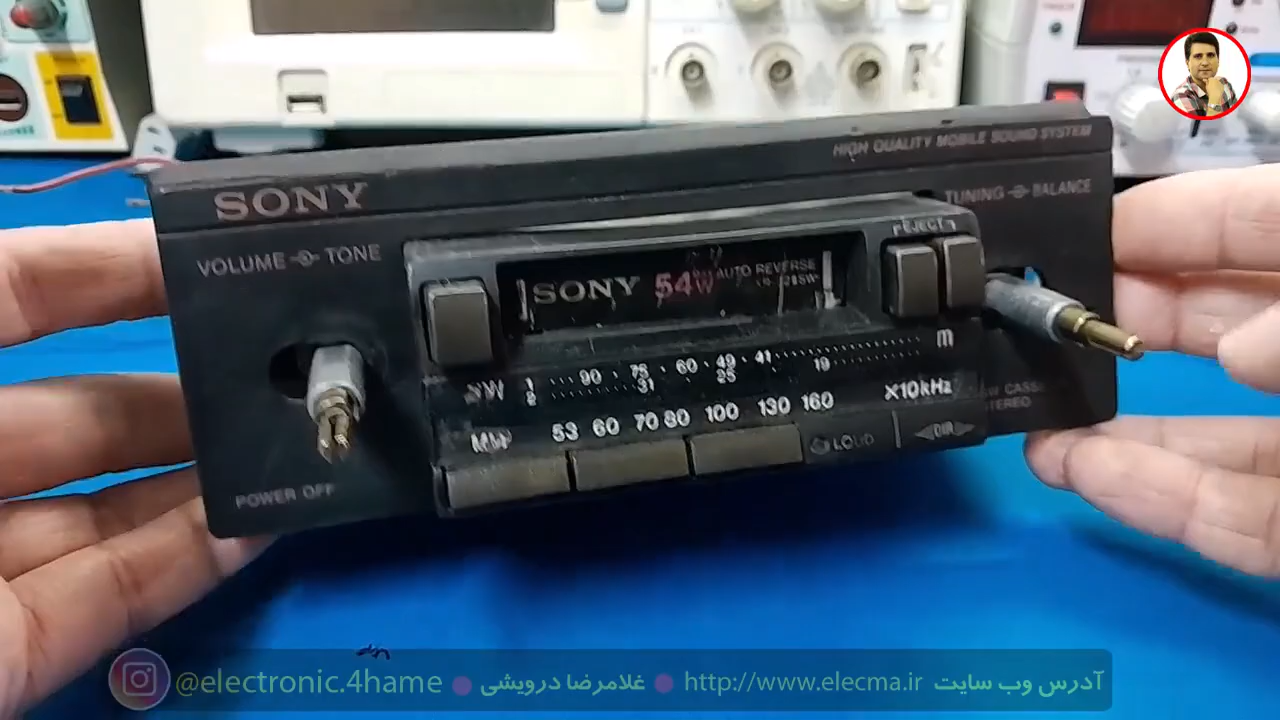 HIGH QUALITY MOBILE SOUND SYSTEM
SONY
TUNING BALANCE
VOLUME TONE
EJECT
SONY 54W AUTO REVERSE
SW 1 90 75 60 49 41 m
2 31 25 19
MW 53 60 70 80 100 130 160 X10kHz
STEREO
LOUD DIR
POWER OFF
@electronic.4hame غلامرضا درویشی http://www.elecma.ir آدرس وب سایت